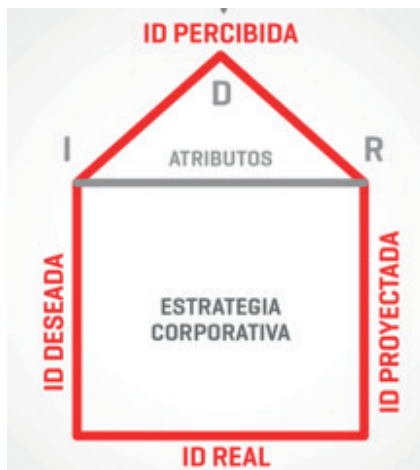 ID PERCIBIDA
D
I
R
ATRIBUTOS
ID DESEADA
ESTRATEGIA
CORPORATIVA
ID PROYECTADA
ID REAL